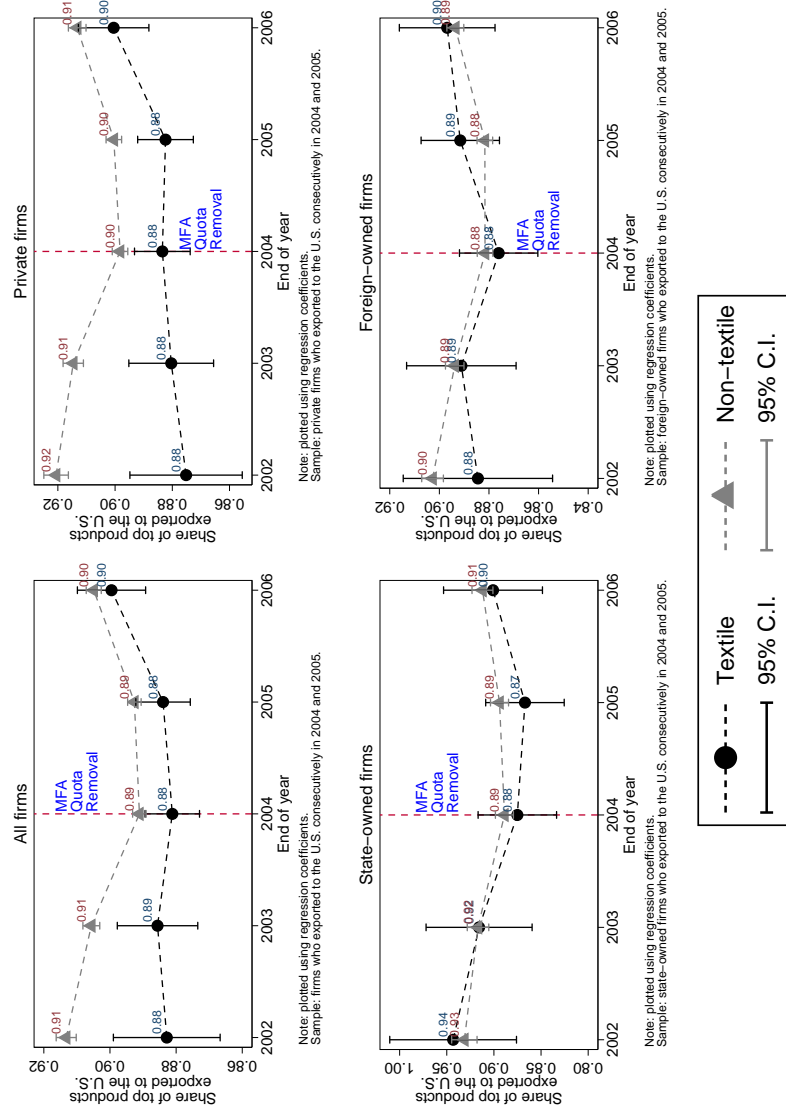 All firms
Share of top products
exported to the U.S.
0.92
0.90
0.88
0.86
0.91
0.91
0.89
0.89
0.90
0.88
0.89
0.88
0.88
0.90
MFA
Quota
Removal
2002 2003 2004 2005 2006
End of year
Note: plotted using regression coefficients.
Sample: firms who exported to the U.S. consecutively in 2004 and 2005.
Private firms
Share of top products
exported to the U.S.
0.92
0.90
0.88
0.86
0.92
0.91
0.90
0.90
0.91
0.88
0.88
0.88
0.88
0.90
MFA
Quota
Removal
2002 2003 2004 2005 2006
End of year
Note: plotted using regression coefficients.
Sample: private firms who exported to the U.S. consecutively in 2004 and 2005.
State−owned firms
Share of top products
exported to the U.S.
1.00
0.95
0.90
0.85
0.80
0.94
0.93
0.92
0.92
0.89
0.88
0.89
0.87
0.91
0.90
MFA
Quota
Removal
2002 2003 2004 2005 2006
End of year
Note: plotted using regression coefficients.
Sample: state−owned firms who exported to the U.S. consecutively in 2004 and 2005.
Foreign−owned firms
Share of top products
exported to the U.S.
0.92
0.90
0.88
0.86
0.84
0.90
0.88
0.89
0.89
0.88
0.88
0.89
0.88
0.90
0.89
MFA
Quota
Removal
2002 2003 2004 2005 2006
End of year
Note: plotted using regression coefficients.
Sample: foreign−owned firms who exported to the U.S. consecutively in 2004 and 2005.
Textile Non−textile
95% C.I. 95% C.I.